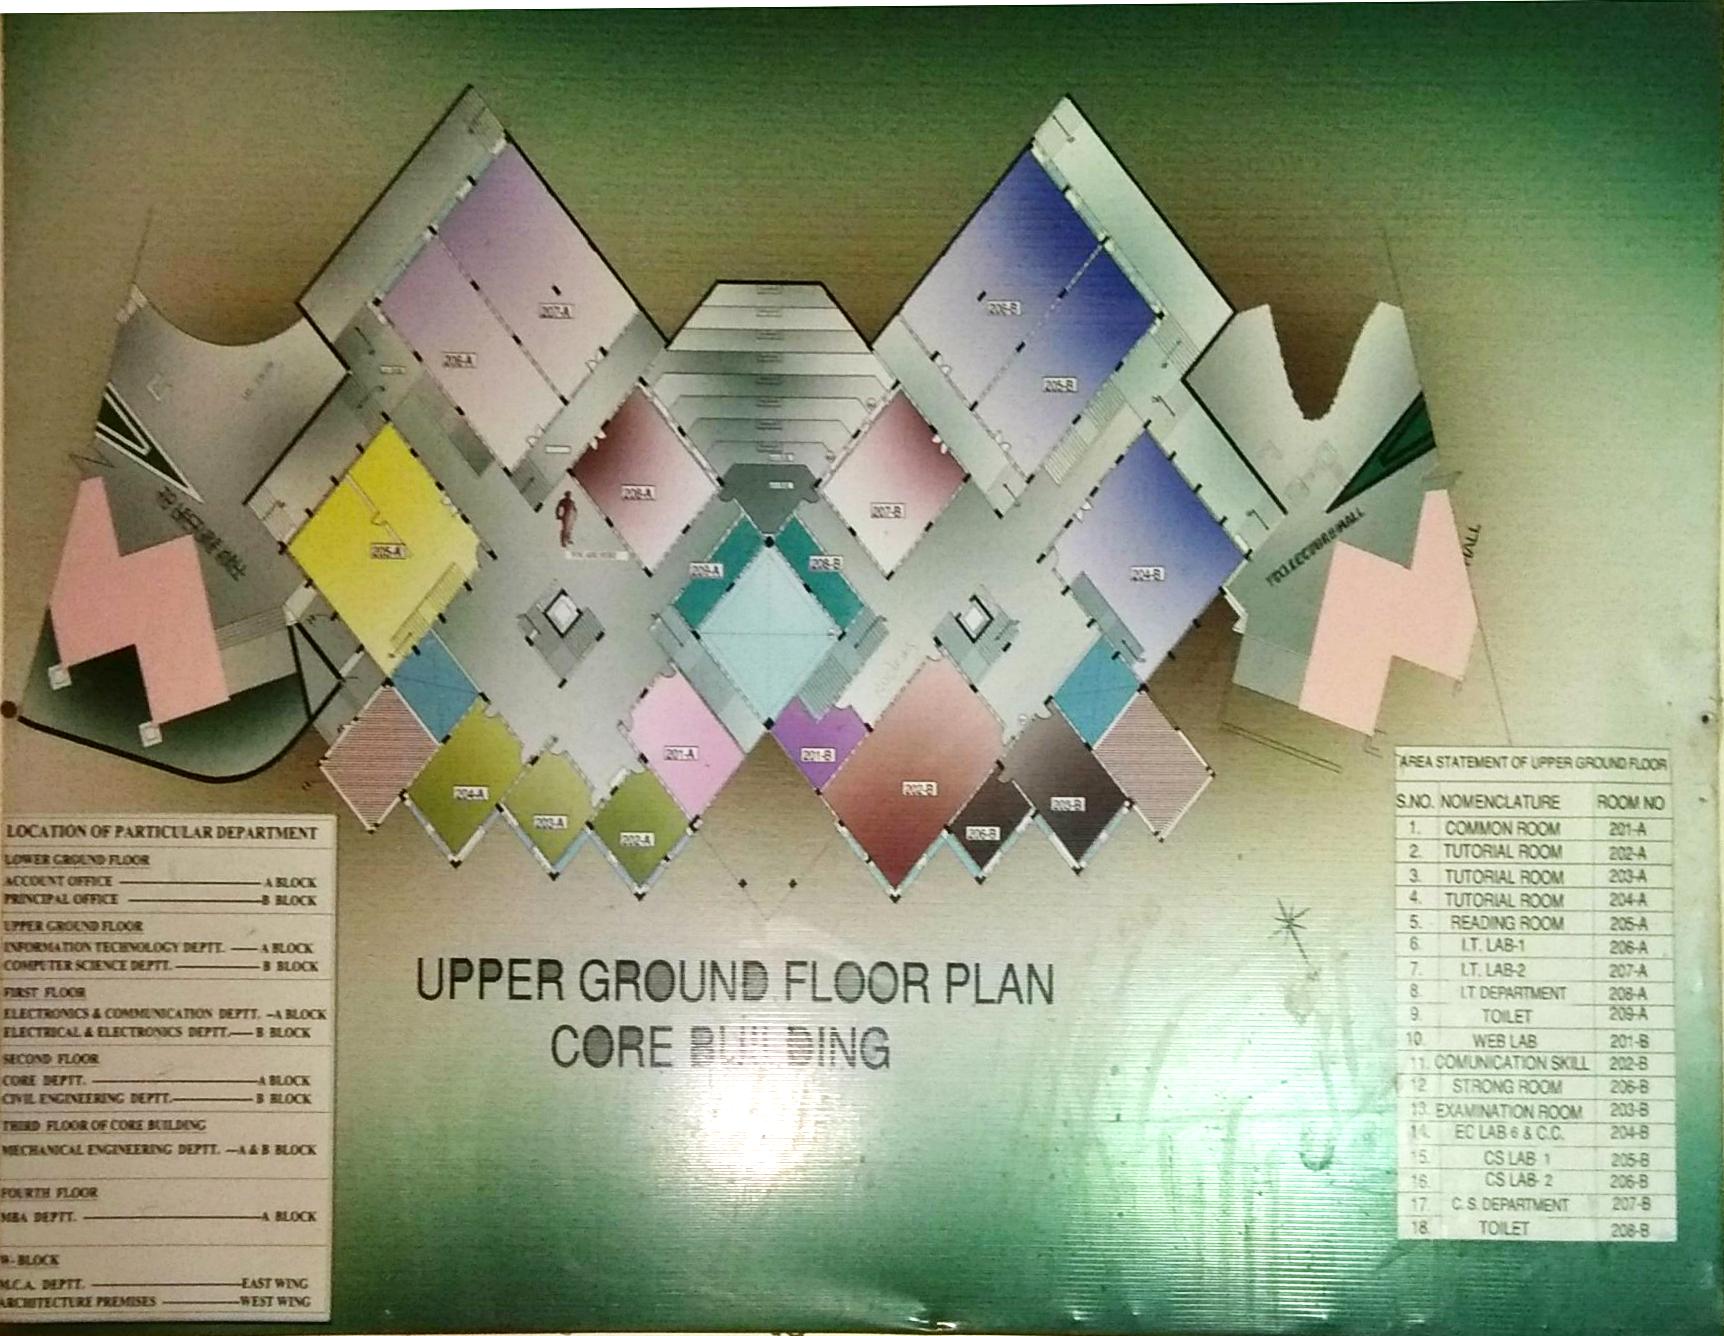 207-A
206-B
206-A
205-B
208-A
207-B
205-A
209-A
208-B
204-B
TO LECTURE HALL
HALL
YOU ARE HERE
201-A
201-B
204-A
203-A
202-A
202-B
206-B
203-B
UPPER GROUND FLOOR PLAN
CORE BUILDING
LOCATION OF PARTICULAR DEPARTMENT
LOWER GROUND FLOOR
ACCOUNT OFFICE A BLOCK
PRINCIPAL OFFICE B BLOCK
UPPER GROUND FLOOR
INFORMATION TECHNOLOGY DEPTT. A BLOCK
COMPUTER SCIENCE DEPTT. B BLOCK
FIRST FLOOR
ELECTRONICS & COMMUNICATION DEPTT. –A BLOCK
ELECTRICAL & ELECTRONICS DEPTT.— B BLOCK
SECOND FLOOR
CORE DEPTT. A BLOCK
CIVIL ENGINEERING DEPTT. B BLOCK
THIRD FLOOR OF CORE BUILDING
MECHANICAL ENGINEERING DEPTT. —A & B BLOCK
FOURTH FLOOR
MBA DEPTT. A BLOCK
W- BLOCK
M.C.A. DEPTT. EAST WING
ARCHITECTURE PREMISES WEST WING
AREA STATEMENT OF UPPER GROUND FLOOR
S.NO. NOMENCLATURE ROOM NO
1. COMMON ROOM 201-A
2. TUTORIAL ROOM 202-A
3. TUTORIAL ROOM 203-A
4. TUTORIAL ROOM 204-A
5. READING ROOM 205-A
6. I.T. LAB-1 206-A
7. I.T. LAB-2 207-A
8. I.T DEPARTMENT 208-A
9. TOILET 209-A
10. WEB LAB 201-B
11. COMUNICATION SKILL 202-B
12 STRONG ROOM 206-B
13. EXAMINATION ROOM 203-B
14. EC LAB 6 & C.C. 204-B
15. CS LAB 1 205-B
16. CS LAB- 2 206-B
17. C.S. DEPARTMENT 207-B
18. TOILET 208-B